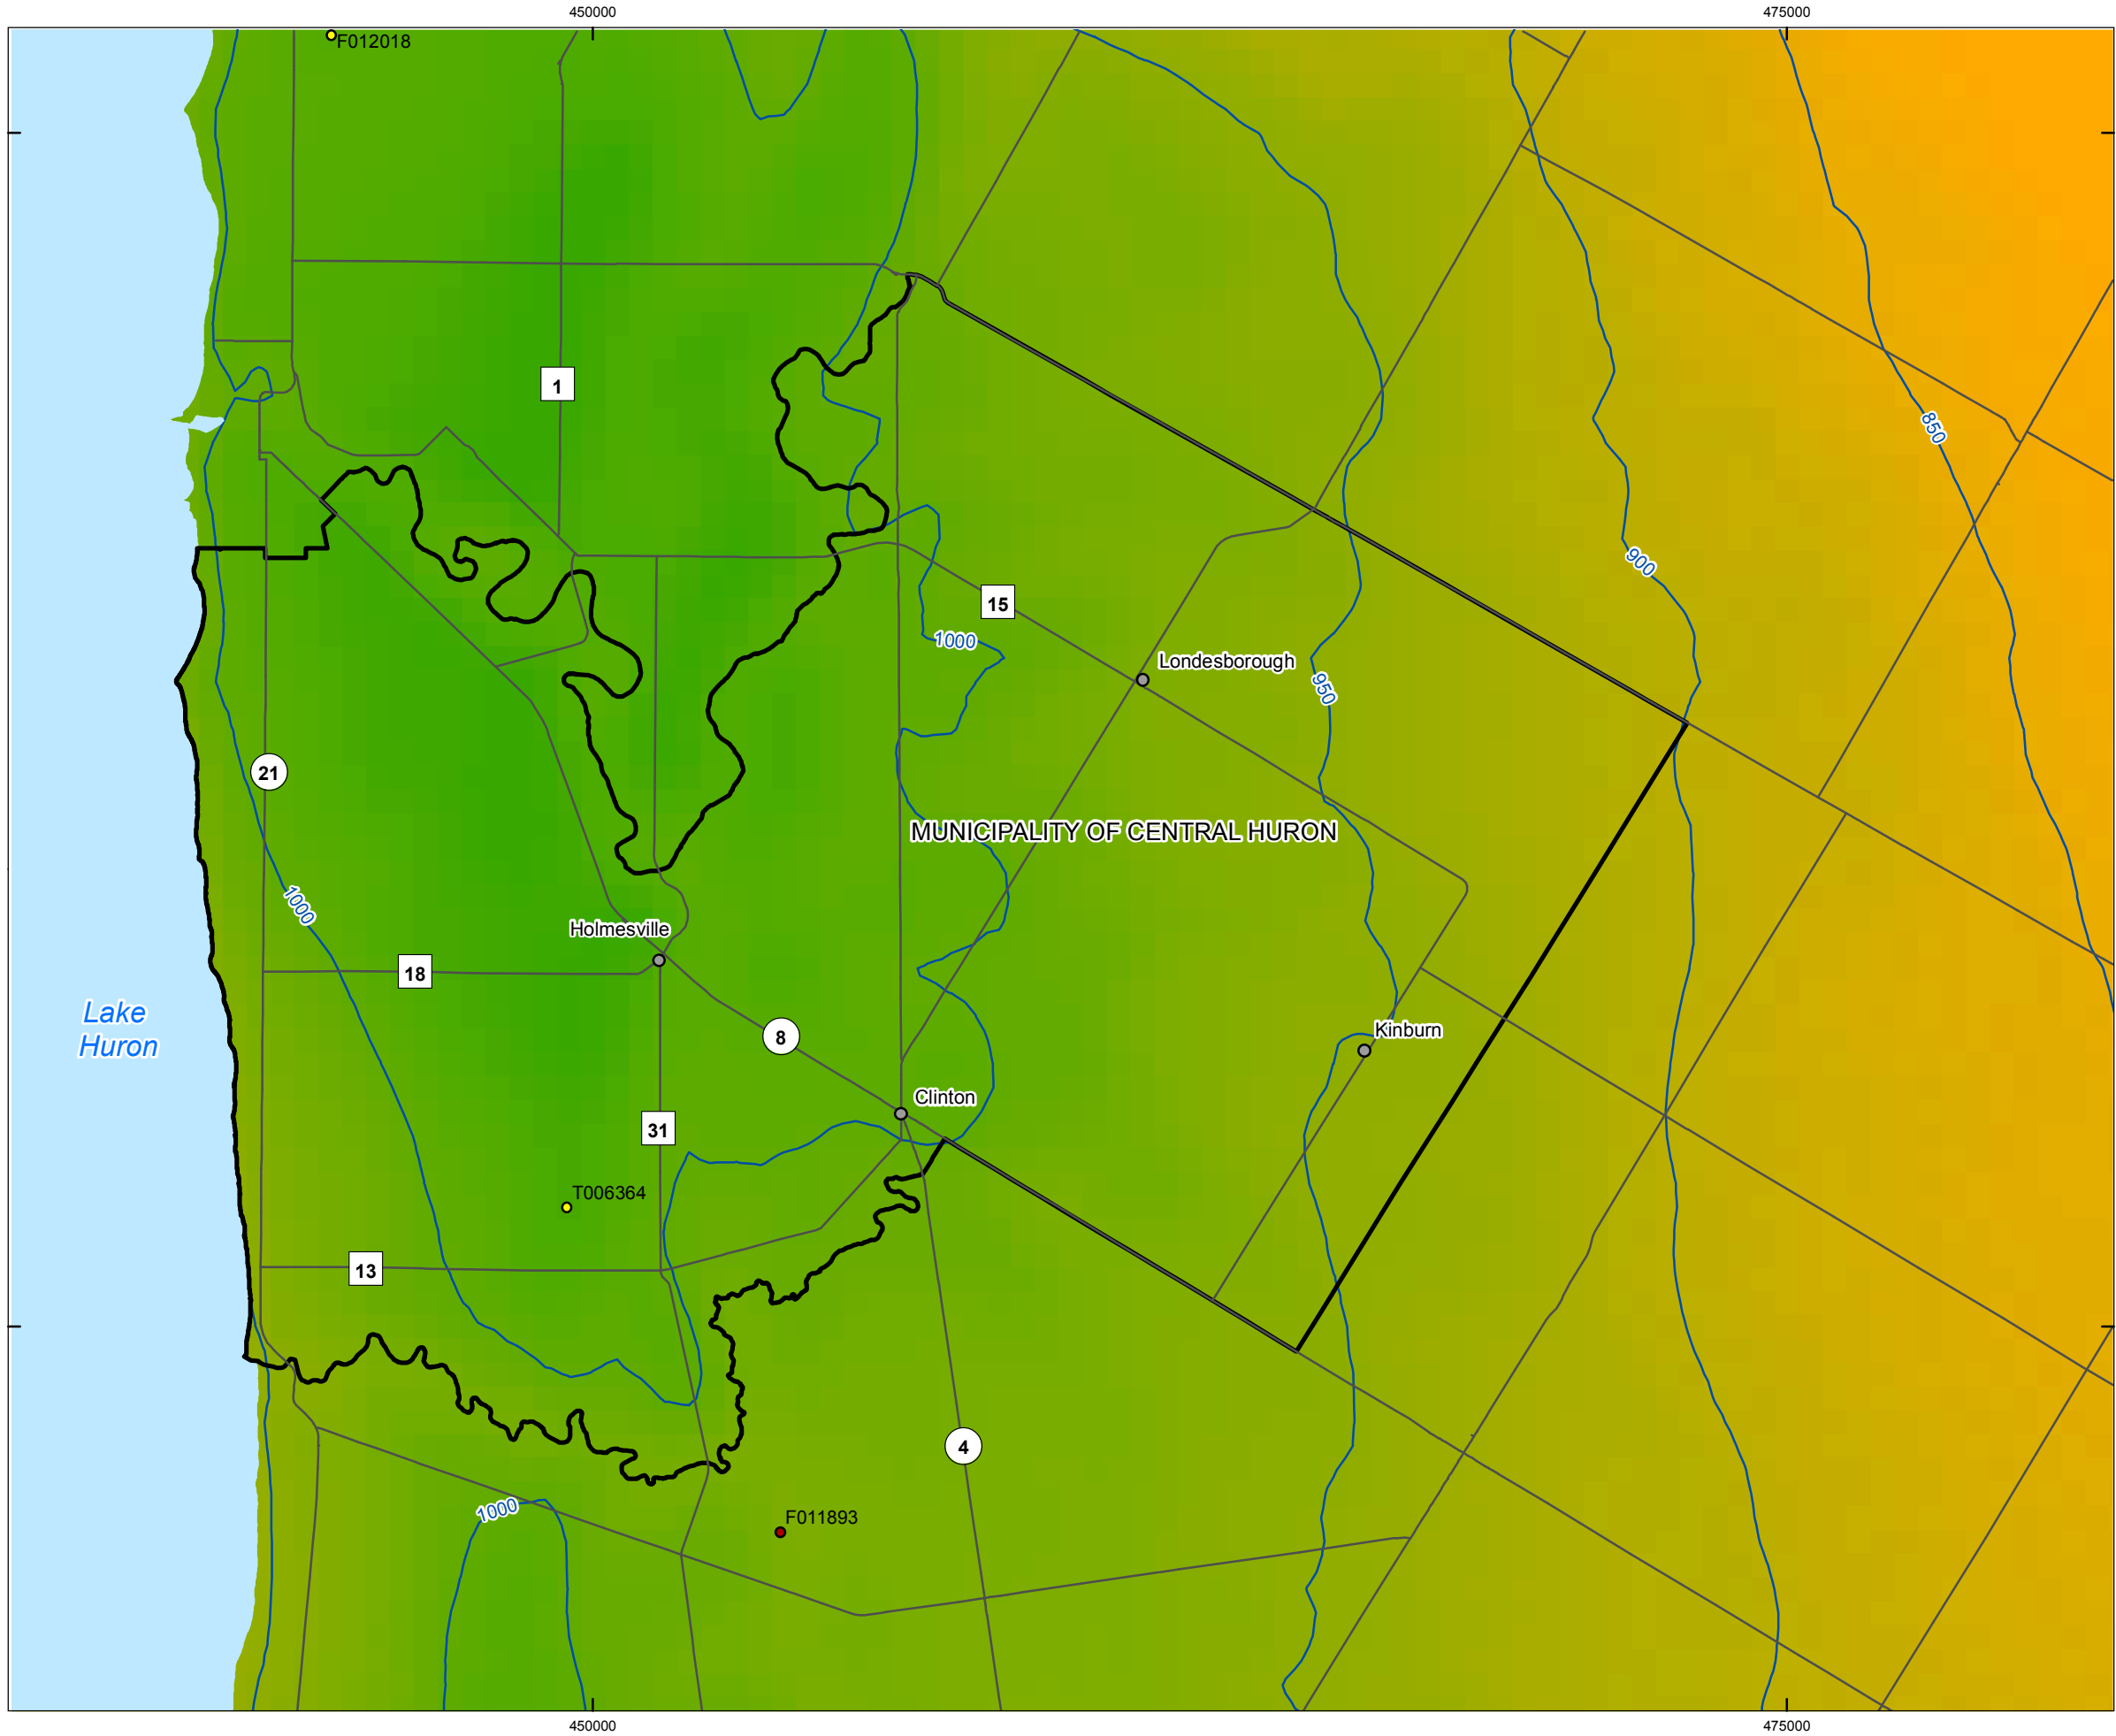 450000
475000
F012018
1
850
900
15
1000
Londesborough
950
21
MUNICIPALITY OF CENTRAL HURON
1000
Holmesville
18
Lake
Huron
8
Kinburn
Clinton
31
T006364
13
4
1000
F011893
450000
475000